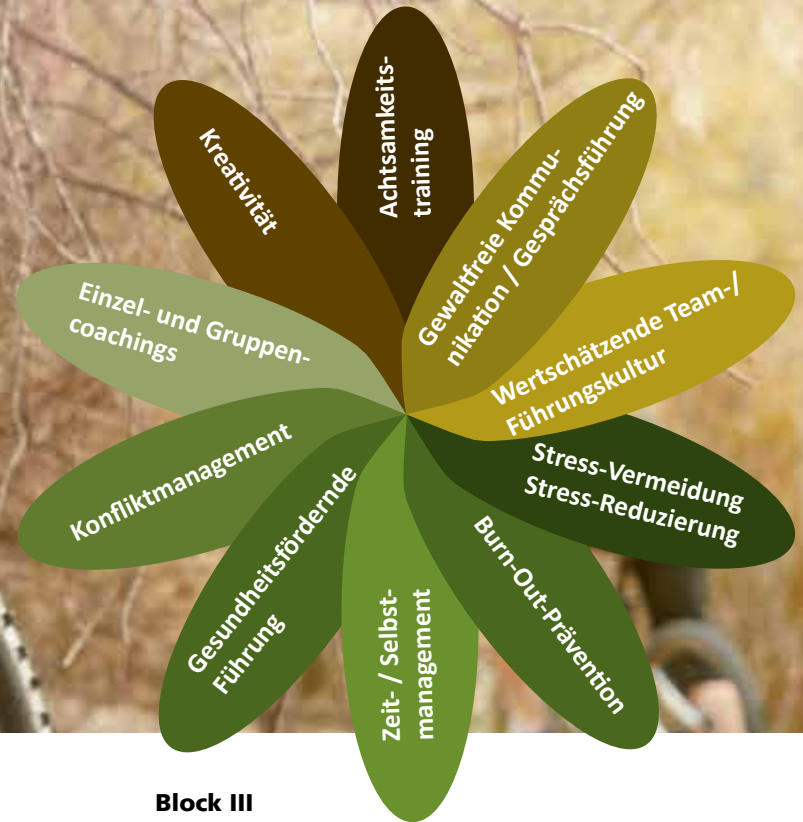 Achtsamkeits-
training
Gewaltfreie Kommu-
nikation / Gesprächsführung
Wertschätzende Team-/
Führungskultur
Stress-Vermeidung
Stress-Reduzierung
Burn-Out-Prävention
Zeit- / Selbst-
management
Gesundheitsfördernde
Führung
Konfliktmanagement
Einzel- und Gruppen-
coachings
Kreativität
Block III